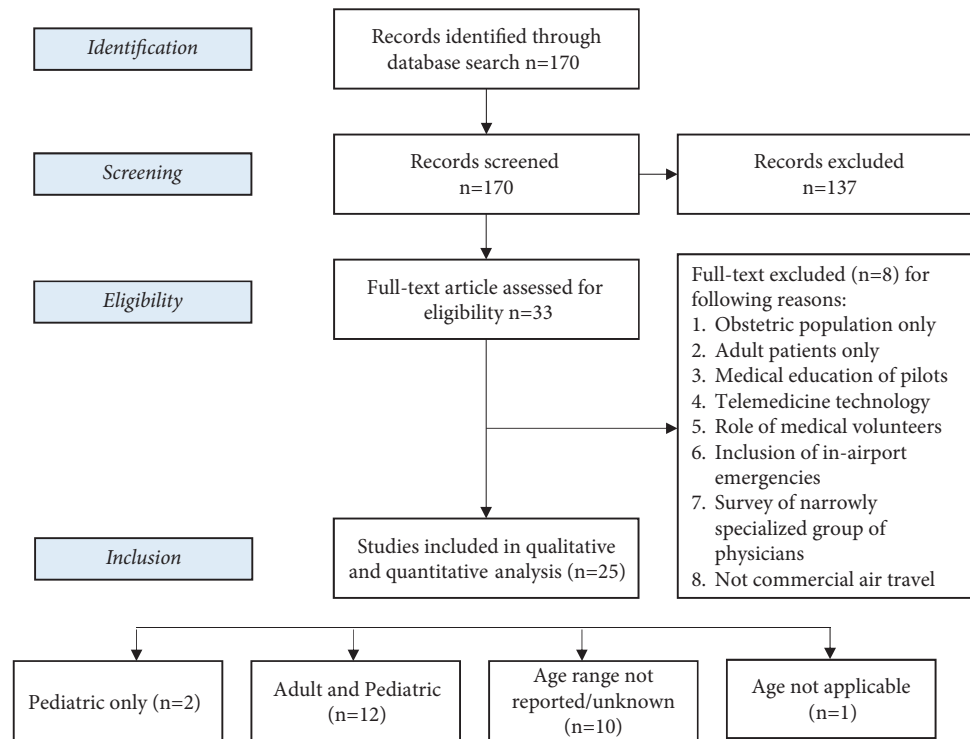 Identification
Records identified through
database search n=170
Screening
Records screened
n=170
Records excluded
n=137
Eligibility
Full-text article assessed for
eligibility n=33
Full-text excluded (n=8) for
following reasons:
1. Obstetric population only
2. Adult patients only
3. Medical education of pilots
4. Telemedicine technology
5. Role of medical volunteers
6. Inclusion of in-airport
emergencies
7. Survey of narrowly
specialized group of
physicians
8. Not commercial air travel
Inclusion
Studies included in qualitative
and quantitative analysis (n=25)
Pediatric only (n=2)
Adult and Pediatric
(n=12)
Age range not
reported/unknown
(n=10)
Age not applicable
(n=1)